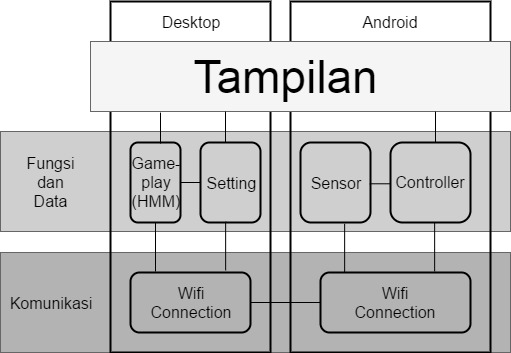 Desktop
Android
Tampilan
Fungsi
dan
Data
Game-
play
(HMM)
Setting
Sensor
Controller
Komunikasi
Wifi
Connection
Wifi
Connection